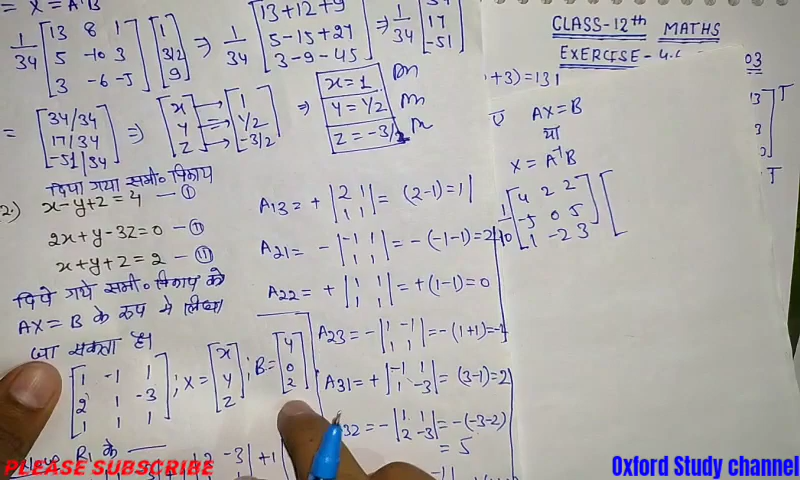 = X = A⁻¹B
1/34 [13 8 1 / 5 -10 3 / 3 -6 -5] [1 / 3/2 / 9] ⇒ 1/34 [13+12+9 / 5-15+27 / 3-9-45] ⇒ 1/34 [34 / 17 / -51]
= [34/34 / 17/34 / -51/34] ⇒ [x / y / z] → [1 / 1/2 / -3/2] ⇒ x=1 y=1/2 z=-3/2
दिया गया समी० निकाय
2.) x-y+z=4 — (I)
2x+y-3z=0 — (II)
x+y+z=2 — (III)
दिये गये समी० निकाय को
AX=B के रूप मे लिखा
जा सकता है।
[1 -1 1 / 2 1 -3 / 1 1 1] ; X= [x / y / z] ; B= [4 / 0 / 2]
R₁ के —
A13= + |2 1 / 1 1| = (2-1)=1
A21= - |-1 1 / 1 1| = -(-1-1)=2
A22= + |1 1 / 1 1| = +(1-1)=0
A23= - |1 -1 / 1 1| = -(1+1)=-2
A31= + |-1 1 / 1 -3| = (3-1)=2
A32= - |1 1 / 2 -3| = -(-3-2)
= 5
CLASS-12th MATHS
EXERCISE-4.6
+3)=131
03
AX=B
या
X = A⁻¹B
1/10 [4 2 2 / -5 0 5 / 1 -2 3] [
PLEASE SUBSCRIBE
Oxford Study channel